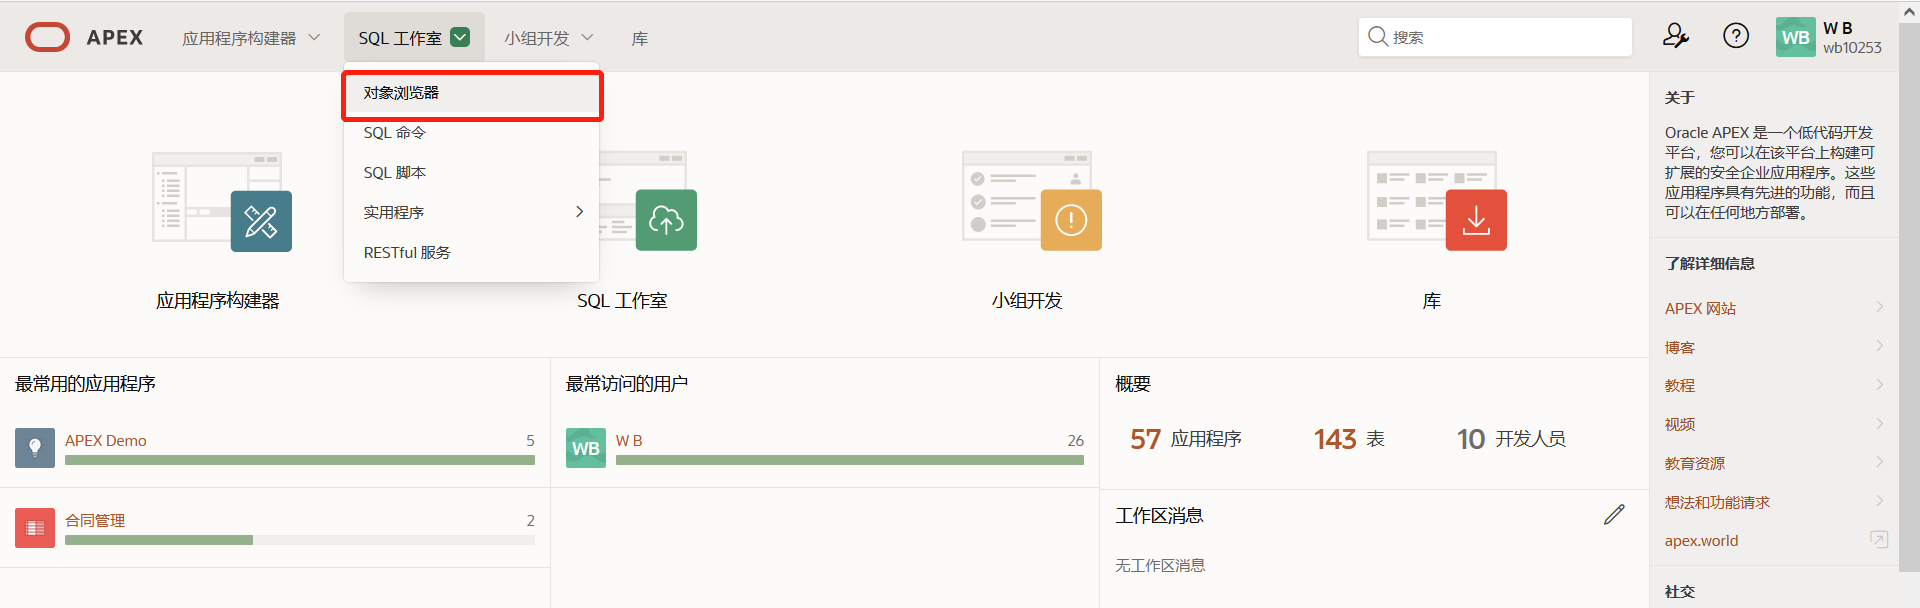 APEX 应用程序构建器 SQL 工作室 小组开发 库 搜索 WB W B
wb10253
对象浏览器
SQL 命令
SQL 脚本
实用程序
RESTful 服务
应用程序构建器 SQL 工作室 小组开发 库
最常用的应用程序
APEX Demo 5
合同管理 2
最常访问的用户
WB W B 26
概要
57 应用程序 143 表 10 开发人员
工作区消息
无工作区消息
关于
Oracle APEX 是一个低代码开发
平台，您可以在该平台上构建可
扩展的安全企业应用程序。这些
应用程序具有先进的功能，而且
可以在任何地方部署。
了解详细信息
APEX 网站
博客
教程
视频
教育资源
想法和功能请求
apex.world
社交